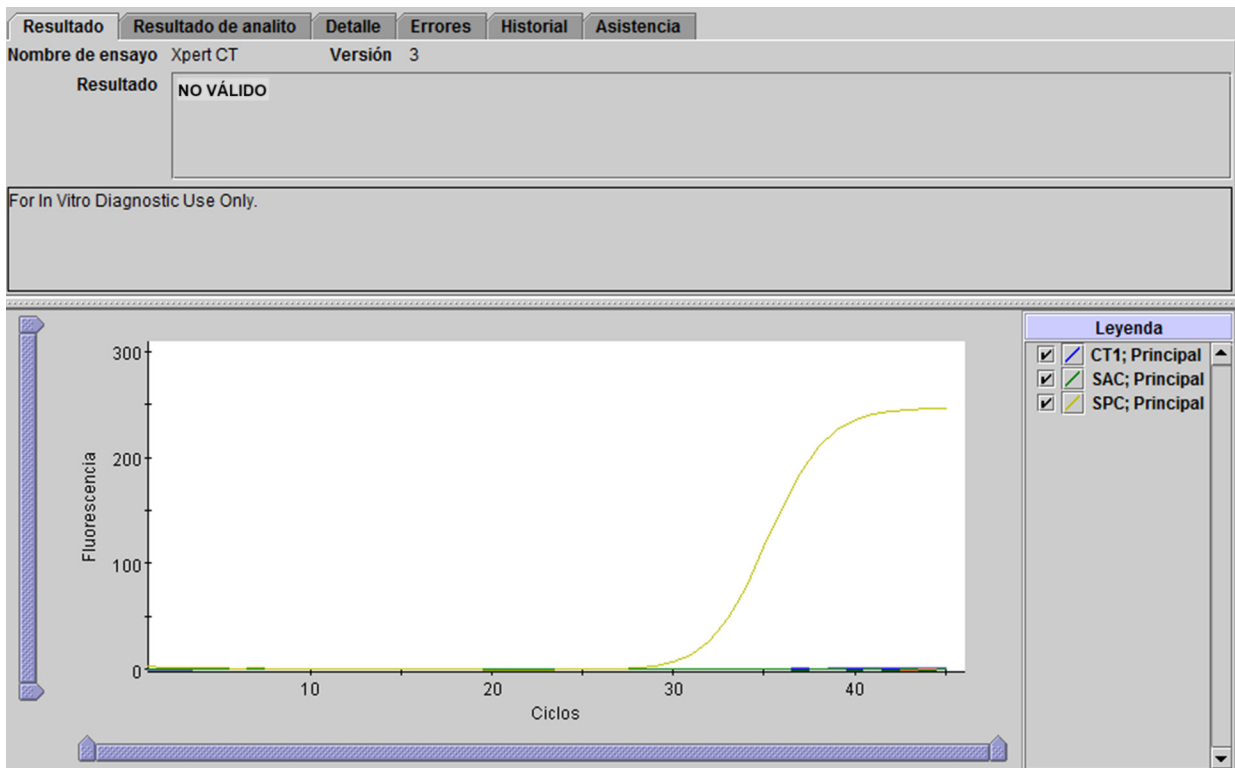 Resultado Resultado de analito Detalle Errores Historial Asistencia
Nombre de ensayo Xpert CT Versión 3
Resultado NO VÁLIDO
For In Vitro Diagnostic Use Only.
Leyenda
CT1; Principal
SAC; Principal
SPC; Principal
300
200
100
0
Fluorescencia
10 20 30 40
Ciclos